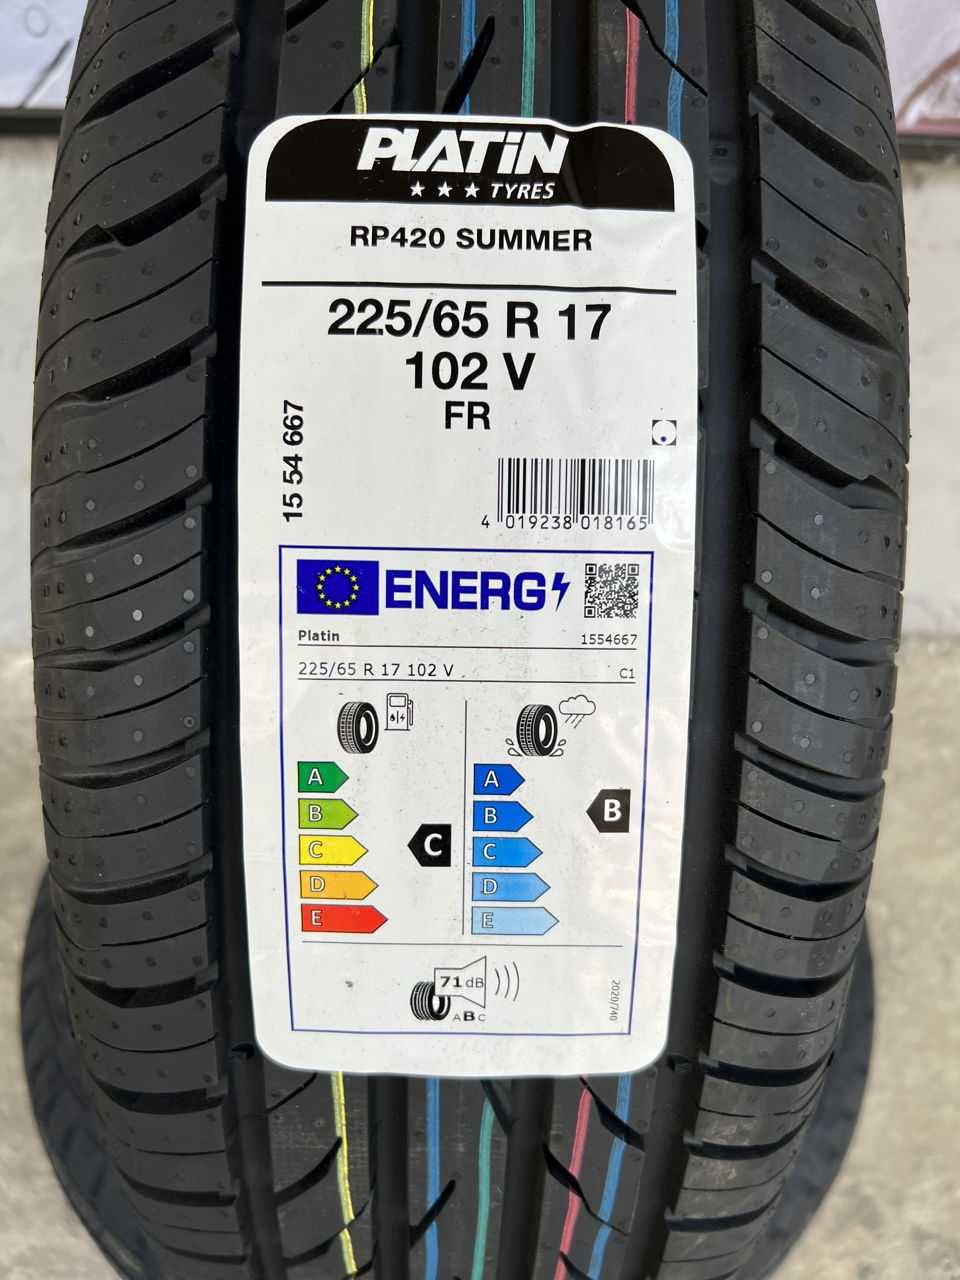 PLATiN
★ ★ ★ TYRES
RP420 SUMMER
225/65 R 17
102 V
FR
15 54 667
4 019238 018165
ENERG
Platin 1554667
225/65 R 17 102 V C1
A A
B B B
C C C
D D
E E
71 dB
ABC
2020/740